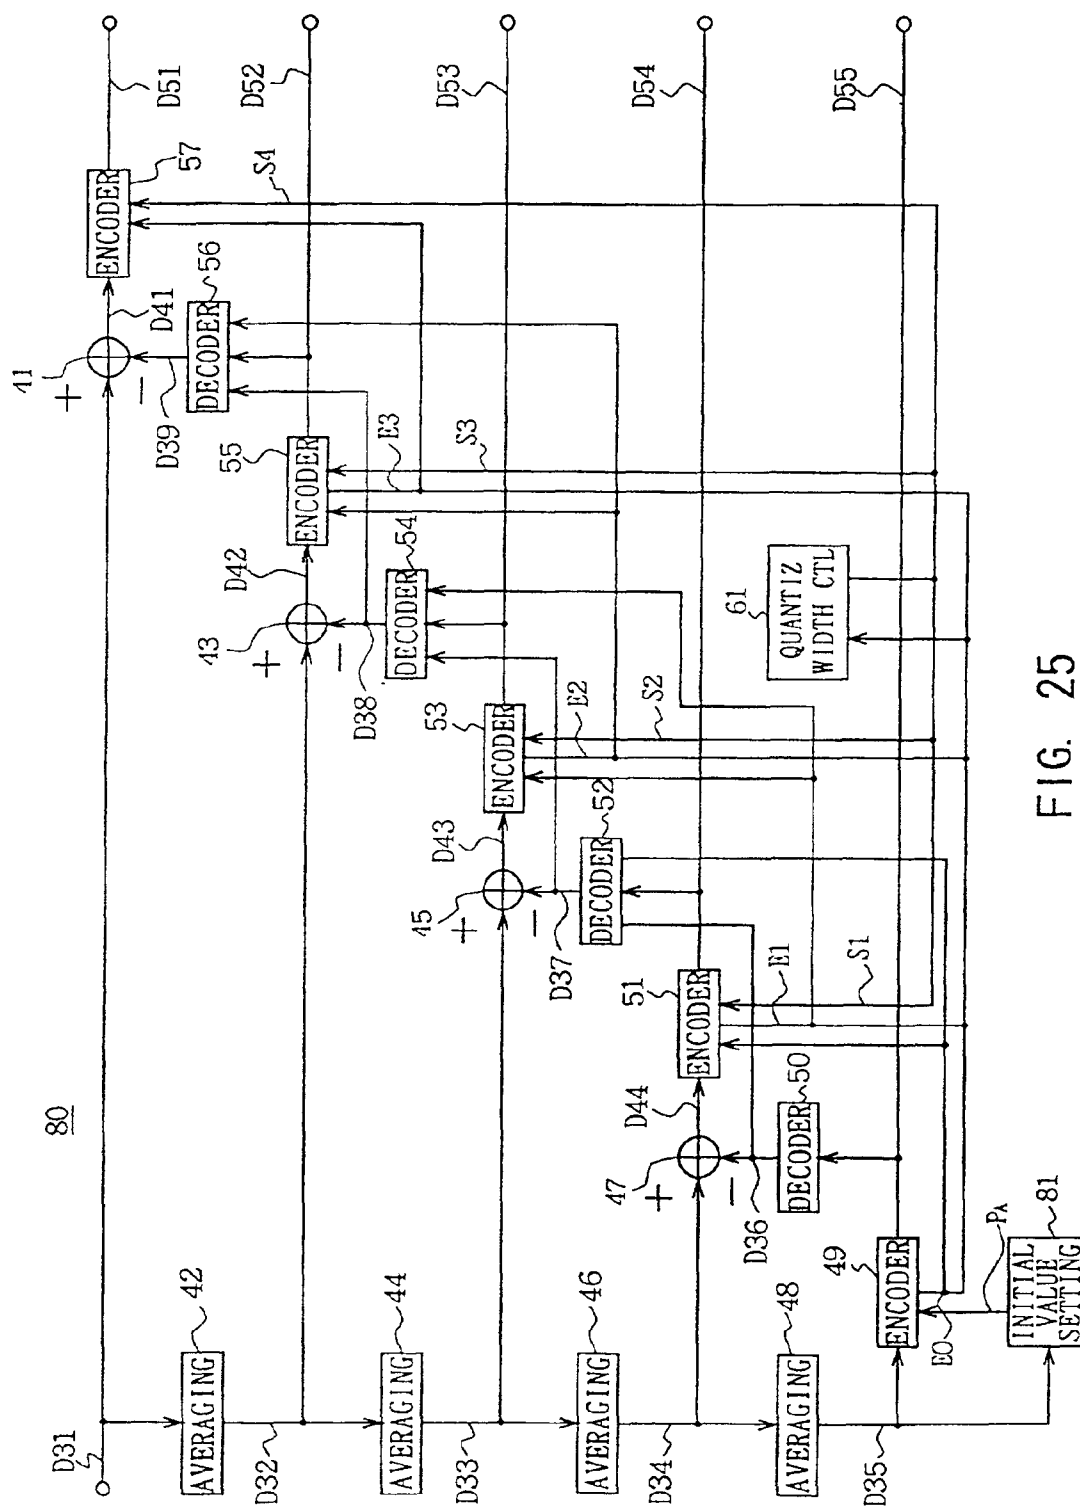 80
D31
AVERAGING
42
D32
AVERAGING
44
D33
AVERAGING
46
D34
AVERAGING
48
D35
41
+
−
D39
D41
ENCODER
57
D51
DECODER
56
S4
43
+
−
D38
D42
ENCODER
55
D52
E3
S3
DECODER
54
45
+
−
D37
D43
ENCODER
53
D53
E2
S2
DECODER
52
47
+
−
D36
D44
ENCODER
51
D54
E1
S1
DECODER
50
QUANTIZ
WIDTH CTL
61
ENCODER
49
D55
E0
PA
INITIAL
VALUE
SETTING
81
FIG. 25